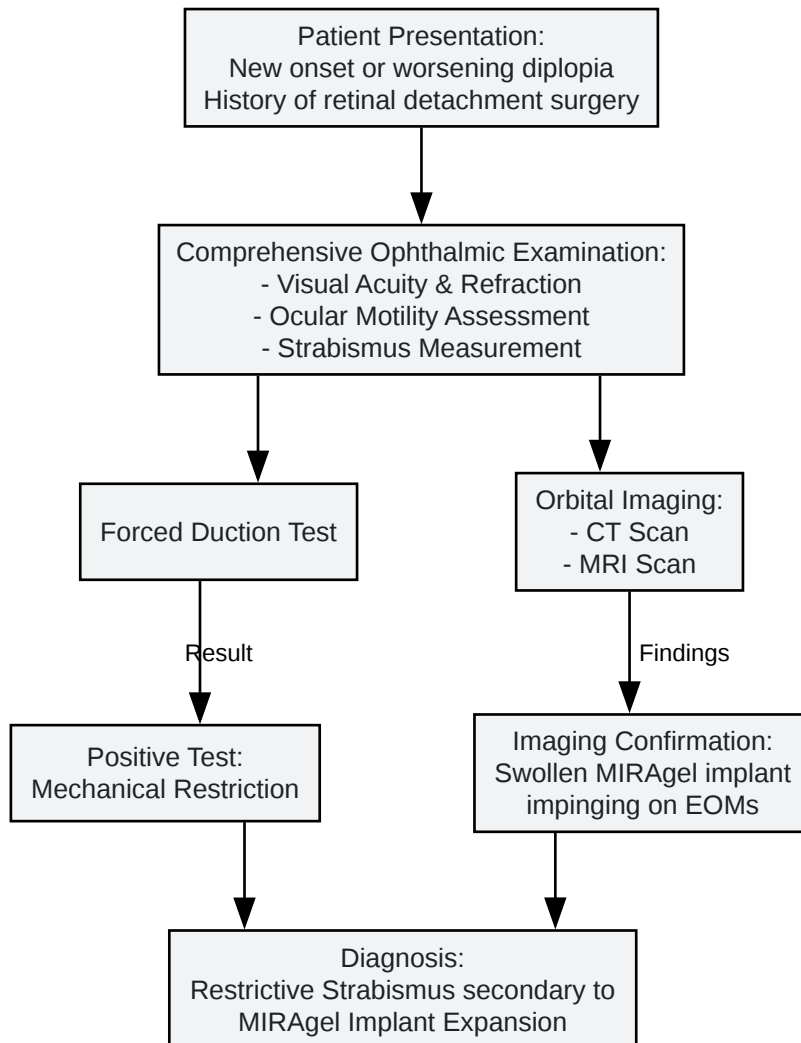 Patient Presentation:
New onset or worsening diplopia
History of retinal detachment surgery
Comprehensive Ophthalmic Examination:
- Visual Acuity & Refraction
- Ocular Motility Assessment
- Strabismus Measurement
Forced Duction Test
Orbital Imaging:
- CT Scan
- MRI Scan
Result
Findings
Positive Test:
Mechanical Restriction
Imaging Confirmation:
Swollen MIRAgel implant
impinging on EOMs
Diagnosis:
Restrictive Strabismus secondary to
MIRAgel Implant Expansion